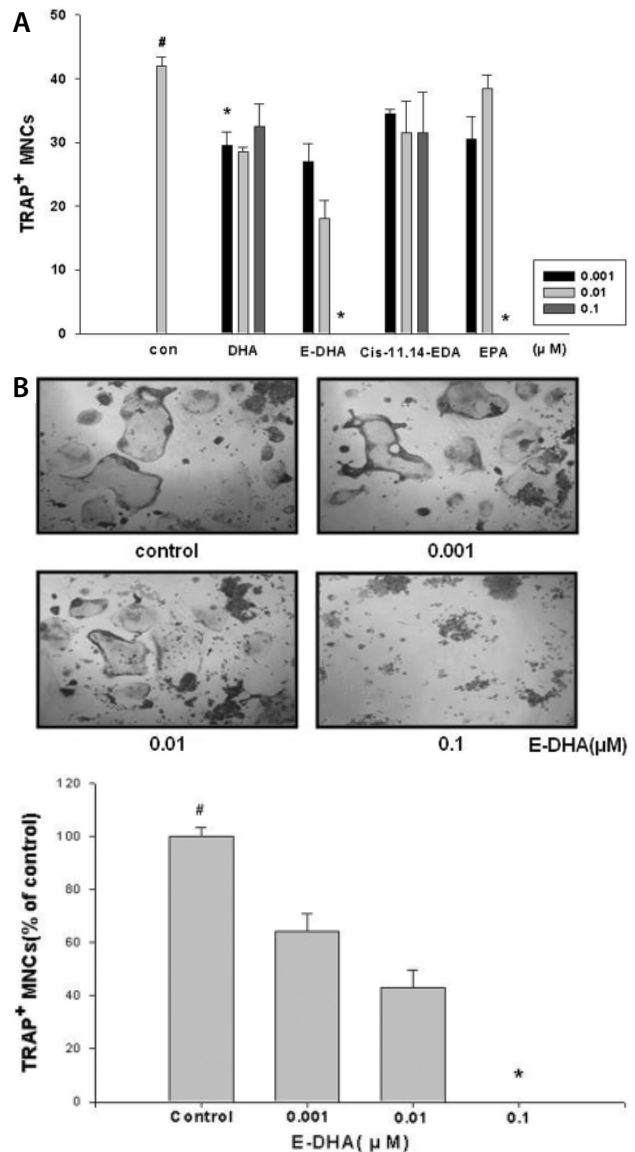 A
#
50
40
30
20
10
0
TRAP+ MNCs
*
*
*
con DHA E-DHA Cis-11.14-EDA EPA (μ M)
0.001
0.01
0.1
B
control 0.001
0.01 0.1 E-DHA(μM)
120
100
80
60
40
20
0
TRAP+ MNCs(% of control)
#
*
Control 0.001 0.01 0.1
E-DHA( μ M)